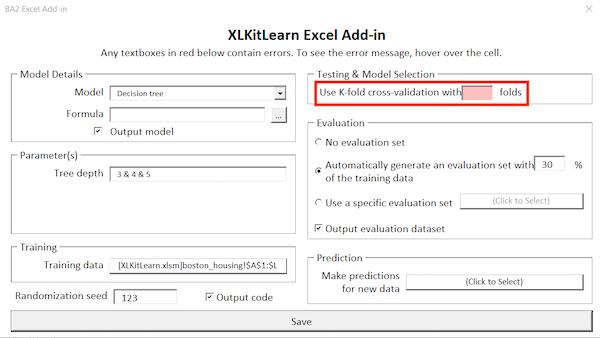 BA2 Excel Add-in
XLKitLearn Excel Add-in
Any textboxes in red below contain errors. To see the error message, hover over the cell.
Model Details
Model Decision tree
Formula ...
Output model
Parameter(s)
Tree depth 3 & 4 & 5
Training
Training data [XLKitLearn.xlsm]boston_housing!$A$1:$L
Randomization seed 123 Output code
Testing & Model Selection
Use K-fold cross-validation with folds
Evaluation
No evaluation set
Automatically generate an evaluation set with 30 %
of the training data
Use a specific evaluation set (Click to Select)
Output evaluation dataset
Prediction
Make predictions
for new data (Click to Select)
Save